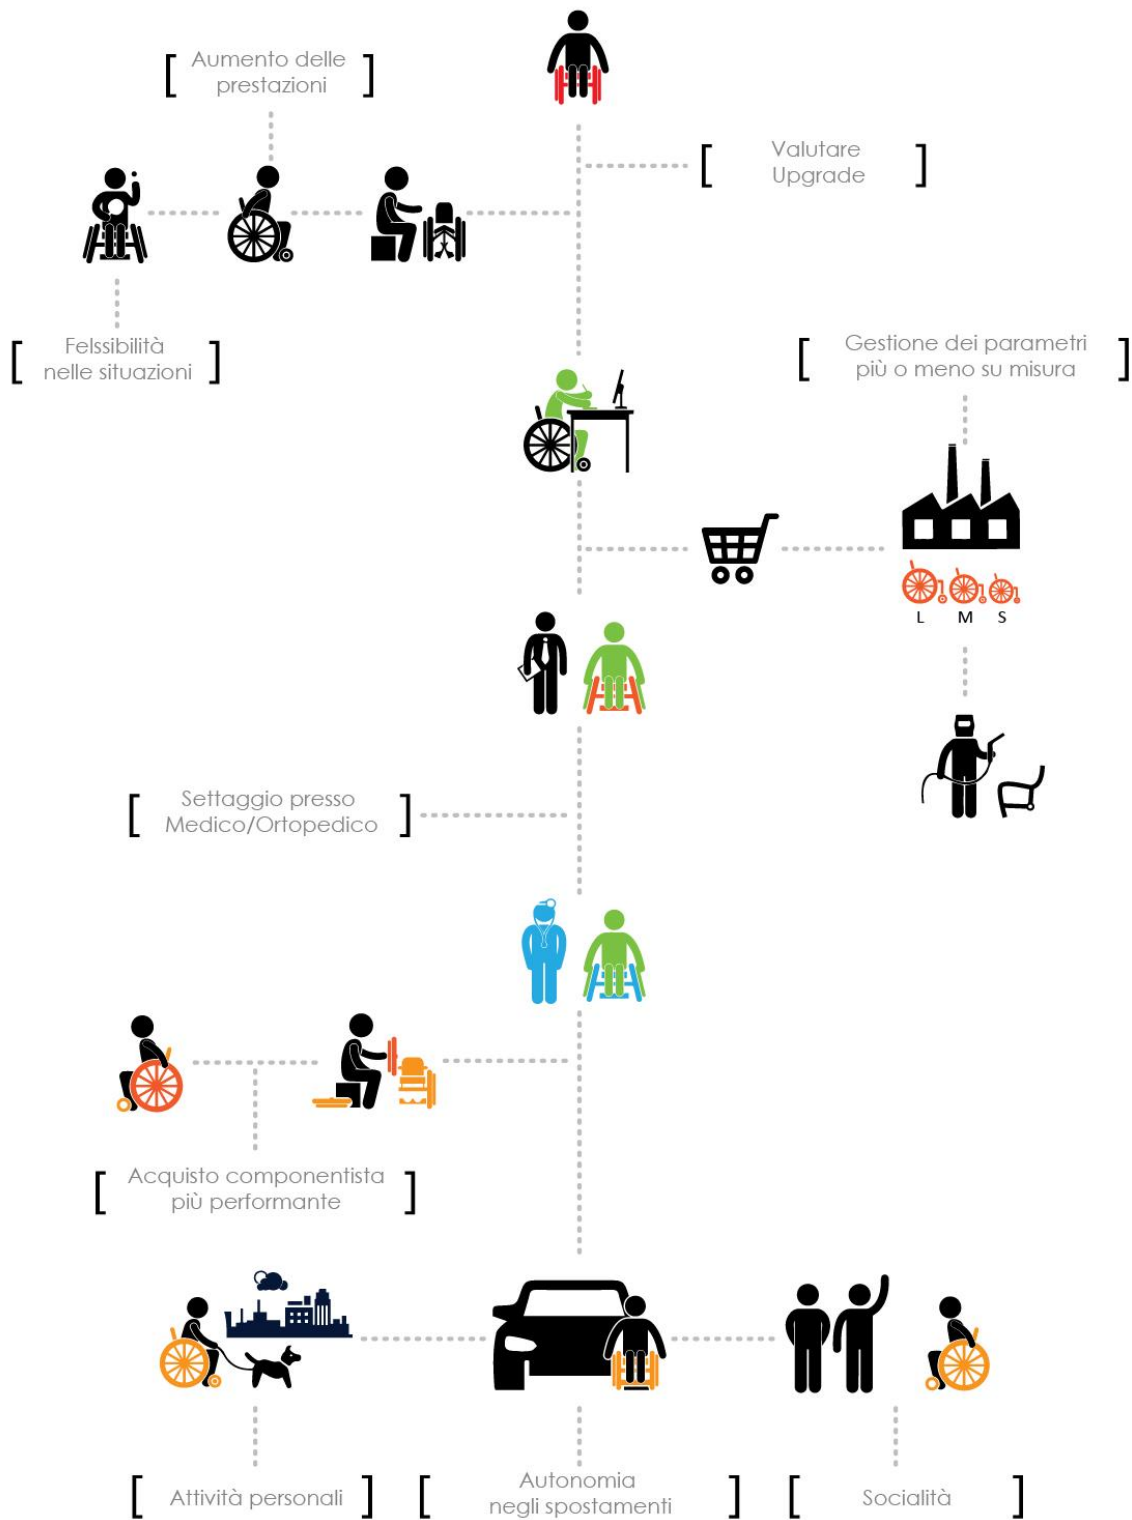 Aumento delle
prestazioni
Valutare
Upgrade
Felssibilità
nelle situazioni
Gestione dei parametri
più o meno su misura
L M S
Settaggio presso
Medico/Ortopedico
Acquisto componentista
più performante
Attività personali
Autonomia
negli spostamenti
Socialità